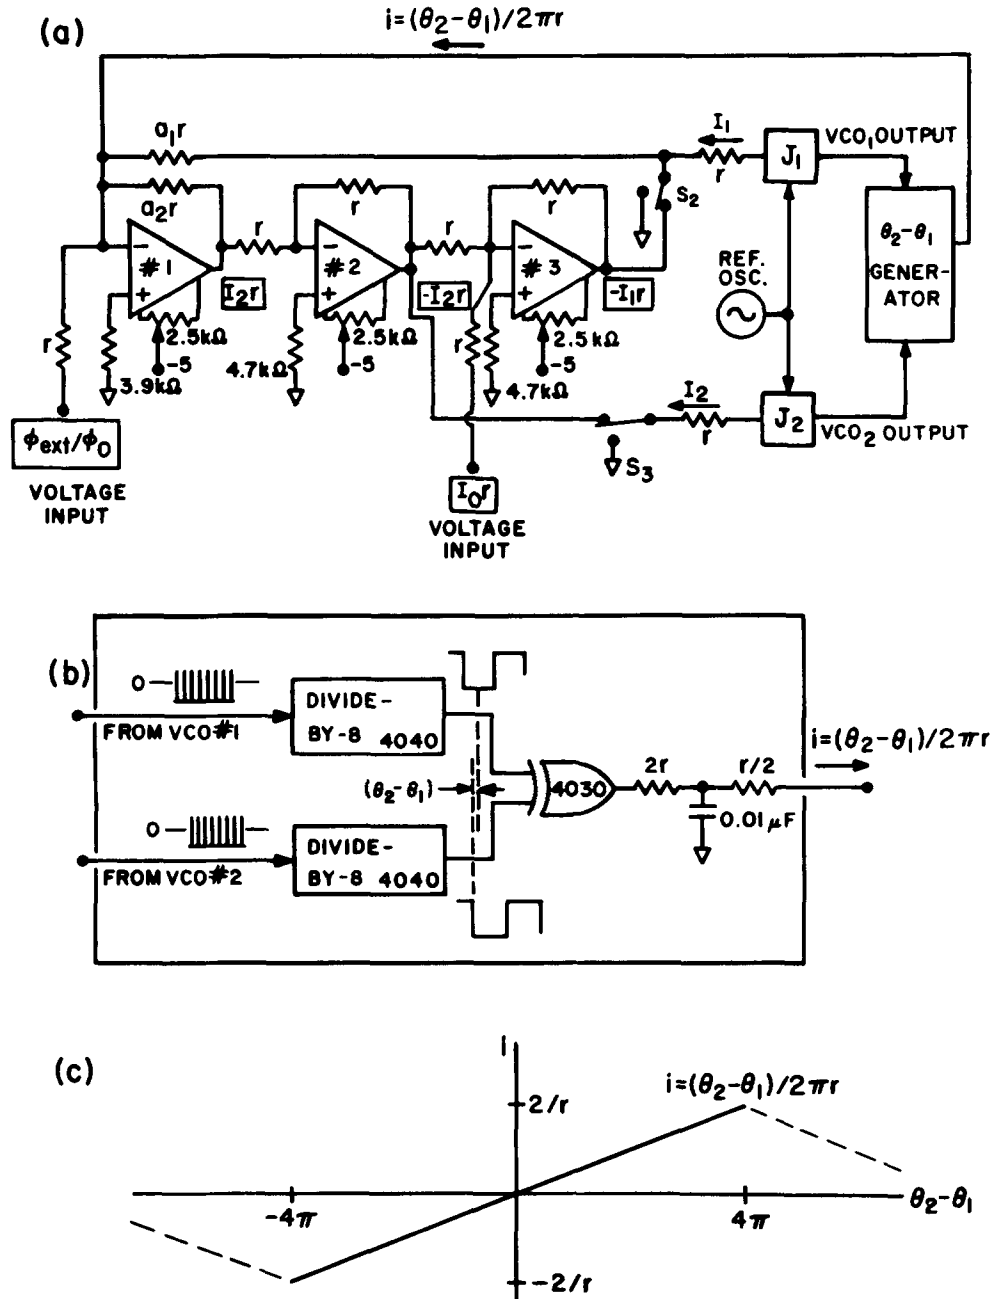 (a)
i=(θ₂−θ₁)/2πr
a₁r
a₂r
r
r
r
r
I₁
r
J₁
VCO₁ OUTPUT
S₂
−
#1
+
−
#2
+
−
#3
+
I₂r
-I₂r
-I₁r
REF.
OSC.
θ₂-θ₁
GENER-
ATOR
r
2.5kΩ
-5
3.9kΩ
2.5kΩ
-5
4.7kΩ
r
2.5kΩ
-5
4.7kΩ
I₂
r
J₂
VCO₂ OUTPUT
S₃
ϕext/ϕ₀
VOLTAGE
INPUT
I₀r
VOLTAGE
INPUT
(b)
0
FROM VCO#1
DIVIDE-
BY-8 4040
(θ₂-θ₁)
4030
2r
r/2
0.01μF
i=(θ₂-θ₁)/2πr
0
FROM VCO#2
DIVIDE-
BY-8 4040
(c)
i
i=(θ₂-θ₁)/2πr
2/r
-4π
4π
θ₂-θ₁
-2/r